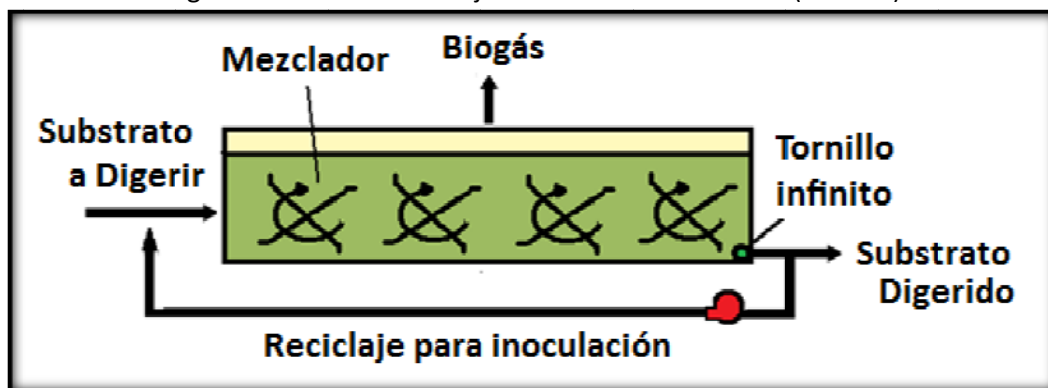 Biogás
Mezclador
Substrato
a Digerir
Tornillo
infinito
Substrato
Digerido
Reciclaje para inoculación